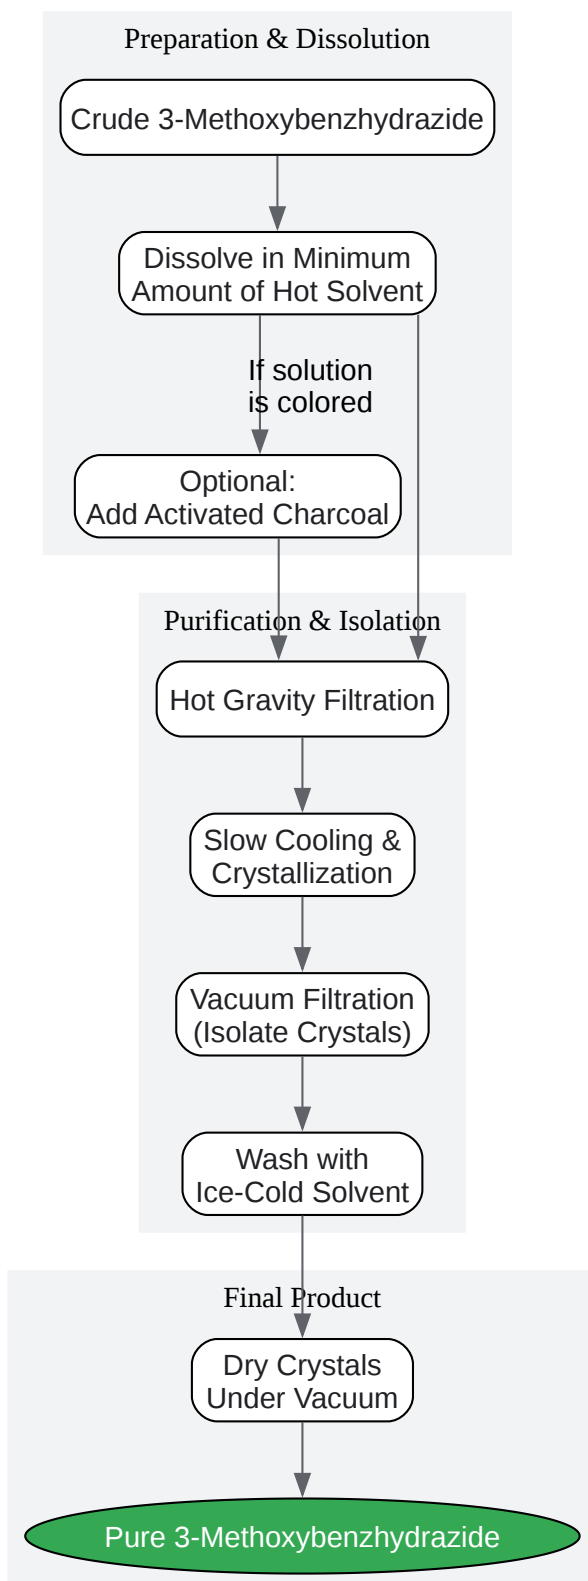 Preparation & Dissolution
Crude 3-Methoxybenzhydrazide
Dissolve in Minimum
Amount of Hot Solvent
If solution
is colored
Optional:
Add Activated Charcoal
Purification & Isolation
Hot Gravity Filtration
Slow Cooling &
Crystallization
Vacuum Filtration
(Isolate Crystals)
Wash with
Ice-Cold Solvent
Final Product
Dry Crystals
Under Vacuum
Pure 3-Methoxybenzhydrazide